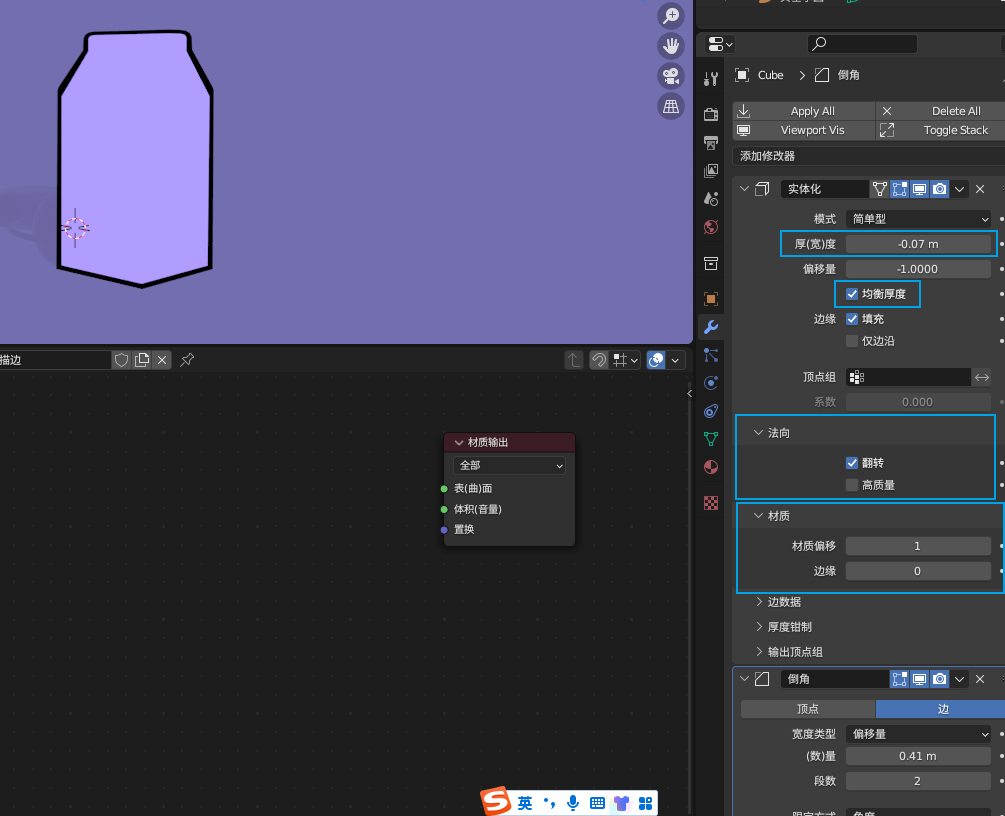 Cube
倒角
Apply All
Delete All
Viewport Vis
Toggle Stack
添加修改器
实体化
模式 简单型
厚(宽)度 -0.07 m
偏移量 -1.0000
均衡厚度
边缘 填充
仅边沿
顶点组
系数 0.000
法向
翻转
高质量
材质
材质偏移 1
边缘 0
边数据
厚度钳制
输出顶点组
倒角
顶点 边
宽度类型 偏移量
(数)量 0.41 m
段数 2
描边
材质输出
全部
表(曲)面
体积(音量)
置换
英